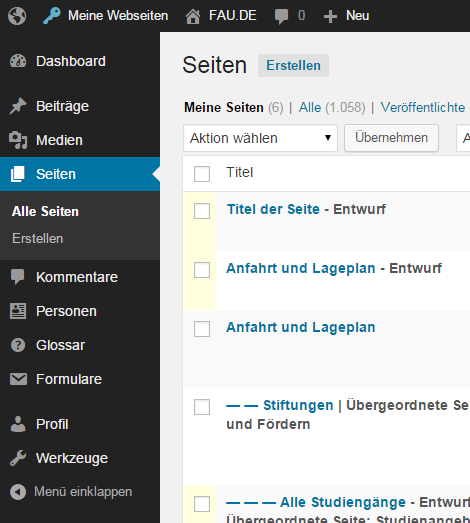 Meine Webseiten FAU.DE 0 Neu
Dashboard
Beiträge
Medien
Seiten
Alle Seiten
Erstellen
Kommentare
Personen
Glossar
Formulare
Profil
Werkzeuge
Menü einklappen
Seiten Erstellen
Meine Seiten (6) | Alle (1.058) | Veröffentlichte
Aktion wählen Übernehmen A
Titel
Titel der Seite - Entwurf
Anfahrt und Lageplan - Entwurf
Anfahrt und Lageplan
— — Stiftungen | Übergeordnete Se
und Fördern
— — — Alle Studiengänge - Entwu
Übergeordnete Seite: Studienangeb